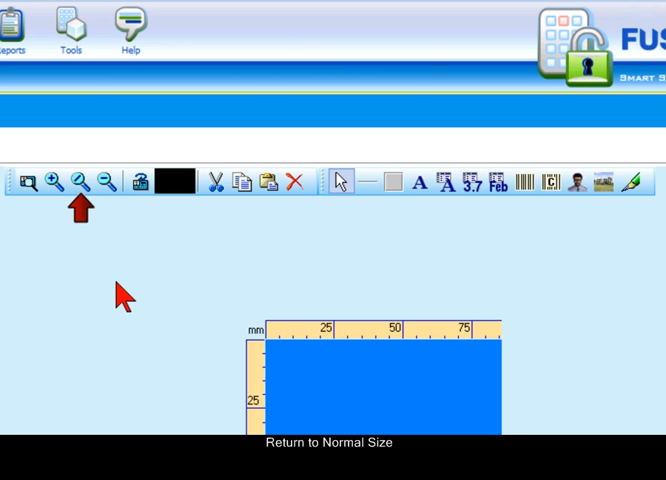 Reports
Tools
Help
FUS
SMART S
A
A
3.7
Feb
C
mm
25
50
75
25
Return to Normal Size